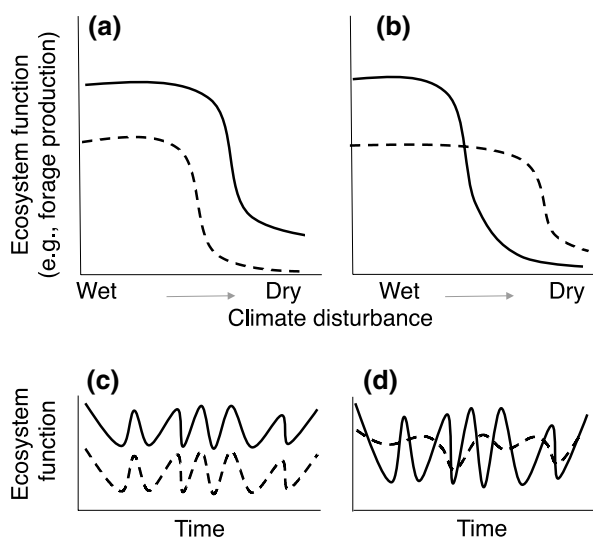 (a)
(b)
Ecosystem function
(e.g., forage production)
Wet
Dry
Wet
Dry
Climate disturbance
(c)
(d)
Ecosystem
function
Time
Time